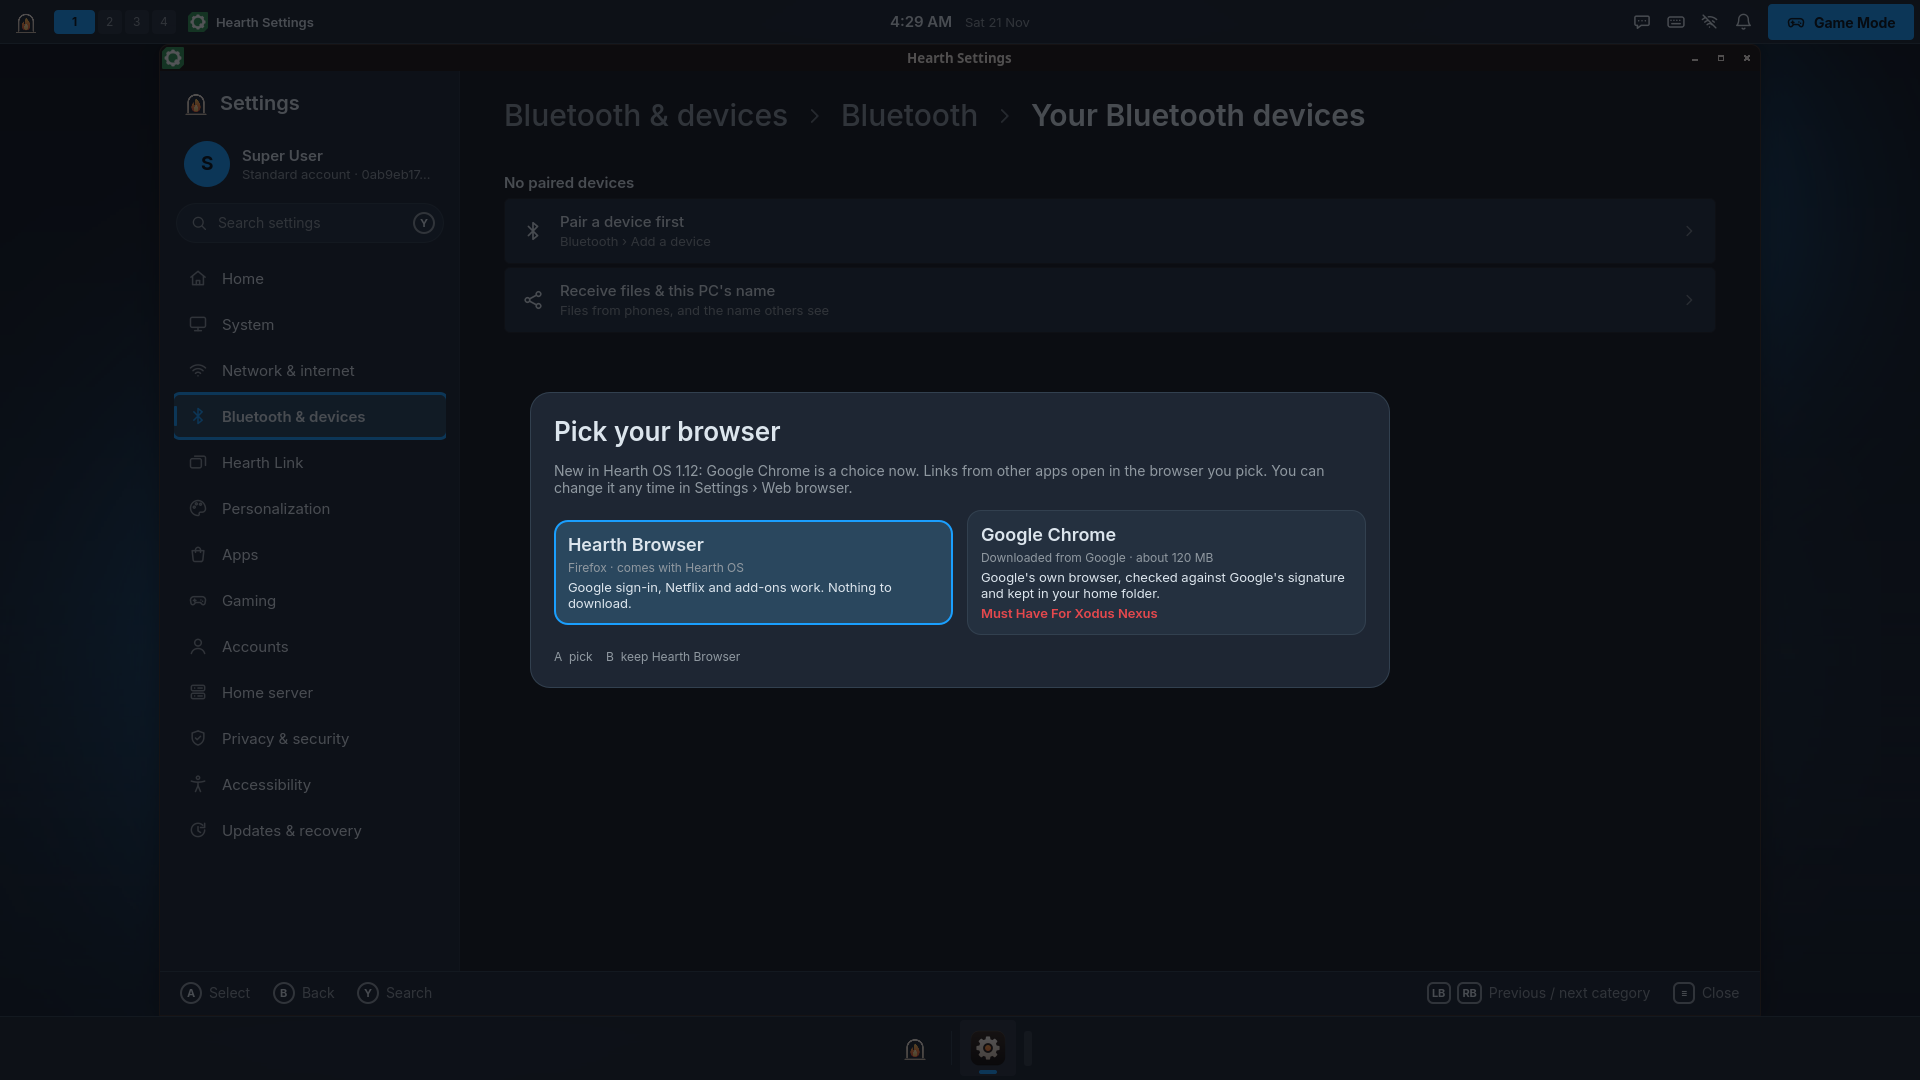 1 2 3 4 Hearth Settings 4:29 AM Sat 21 Nov Game Mode
Hearth Settings
Settings
S
Super User
Standard account · 0ab9eb17...
Search settings Y
Home
System
Network & internet
Bluetooth & devices
Hearth Link
Personalization
Apps
Gaming
Accounts
Home server
Privacy & security
Accessibility
Updates & recovery
Bluetooth & devices > Bluetooth > Your Bluetooth devices
No paired devices
Pair a device first
Bluetooth › Add a device
Receive files & this PC's name
Files from phones, and the name others see
Pick your browser
New in Hearth OS 1.12: Google Chrome is a choice now. Links from other apps open in the browser you pick. You can
change it any time in Settings › Web browser.
Hearth Browser
Firefox · comes with Hearth OS
Google sign-in, Netflix and add-ons work. Nothing to
download.
Google Chrome
Downloaded from Google · about 120 MB
Google's own browser, checked against Google's signature
and kept in your home folder.
Must Have For Xodus Nexus
A pick B keep Hearth Browser
A Select B Back Y Search LB RB Previous / next category ≡ Close